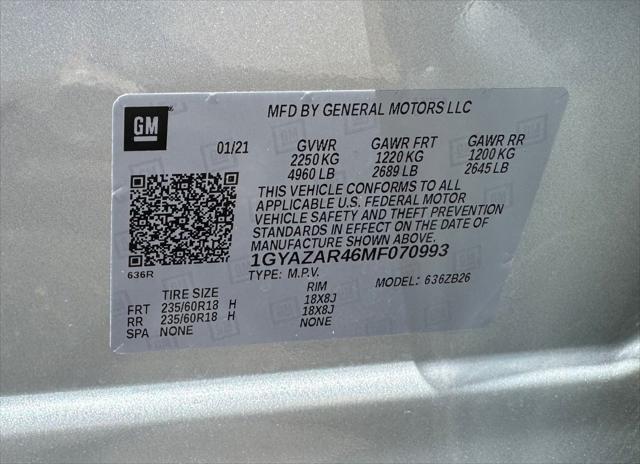 GM
MFD BY GENERAL MOTORS LLC
01/21 GVWR GAWR FRT GAWR RR
2250 KG 1220 KG 1200 KG
4960 LB 2689 LB 2645 LB
THIS VEHICLE CONFORMS TO ALL
APPLICABLE U.S. FEDERAL MOTOR
VEHICLE SAFETY AND THEFT PREVENTION
STANDARDS IN EFFECT ON THE DATE OF
MANUFACTURE SHOWN ABOVE.
636R
1GYAZAR46MF070993
TYPE: M.P.V. MODEL: 636ZB26
TIRE SIZE RIM
FRT 235/60R18 H 18X8J
RR 235/60R18 H 18X8J
SPA NONE NONE